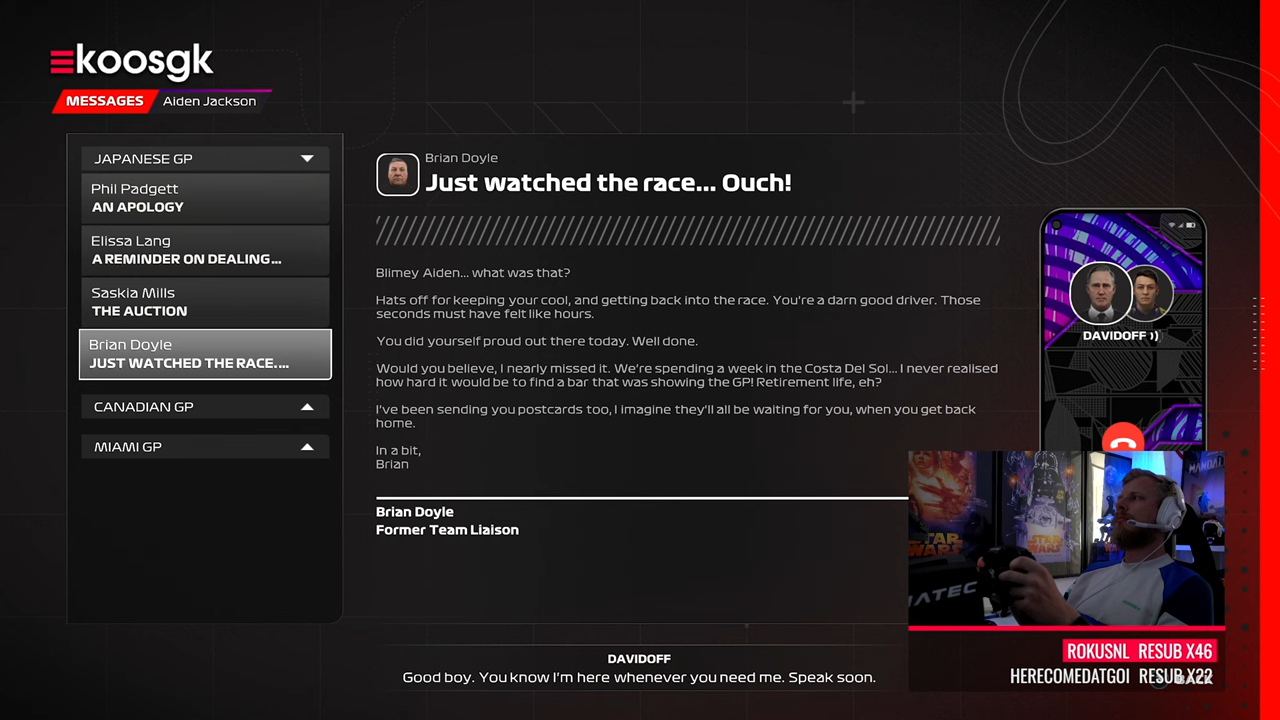 koosgk
MESSAGES Aiden Jackson
JAPANESE GP
Phil Padgett
AN APOLOGY
Elissa Lang
A REMINDER ON DEALING...
Saskia Mills
THE AUCTION
Brian Doyle
JUST WATCHED THE RACE....
CANADIAN GP
MIAMI GP
Brian Doyle
Just watched the race... Ouch!
Blimey Aiden... what was that?
Hats off for keeping your cool, and getting back into the race. You're a darn good driver. Those
seconds must have felt like hours.
You did yourself proud out there today. Well done.
Would you believe, I nearly missed it. We're spending a week in the Costa Del Sol... I never realised
how hard it would be to find a bar that was showing the GP! Retirement life, eh?
I've been sending you postcards too, I imagine they'll all be waiting for you, when you get back
home.
In a bit,
Brian
Brian Doyle
Former Team Liaison
DAVIDOFF
STAR
WARS
STAR
WARS
MANDAL
NATEC
DAVIDOFF
Good boy. You know I'm here whenever you need me. Speak soon.
ROKUSNL RESUB X46
HERECOMEDATGOI RESUB X22
BACK